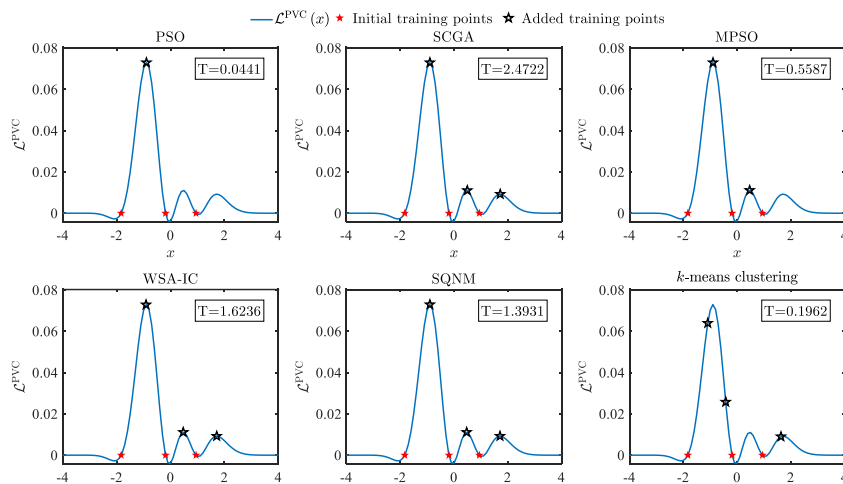 ℒ^PVC (x) Initial training points Added training points
PSO
T=0.0441
0.08
0.06
0.04
0.02
0
ℒ^PVC
-4 -2 0 2 4
x
SCGA
T=2.4722
0.08
0.06
0.04
0.02
0
ℒ^PVC
-4 -2 0 2 4
x
MPSO
T=0.5587
0.08
0.06
0.04
0.02
0
ℒ^PVC
-4 -2 0 2 4
x
WSA-IC
T=1.6236
0.08
0.06
0.04
0.02
0
ℒ^PVC
-4 -2 0 2 4
SQNM
T=1.3931
0.08
0.06
0.04
0.02
0
ℒ^PVC
-4 -2 0 2 4
k-means clustering
T=0.1962
0.08
0.06
0.04
0.02
0
ℒ^PVC
-4 -2 0 2 4